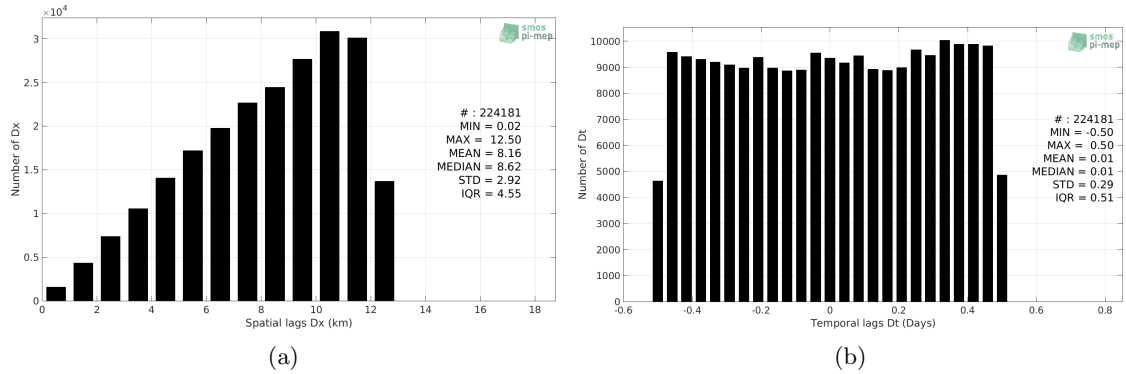 ×10⁴
3
2.5
2
1.5
1
0.5
0
0 2 4 6 8 10 12 14 16 18
Number of Dx
Spatial lags Dx (km)
smos
pi-mep
# : 224181
MIN = 0.02
MAX = 12.50
MEAN = 8.16
MEDIAN = 8.62
STD = 2.92
IQR = 4.55
(a)
10000
9000
8000
7000
6000
5000
4000
3000
2000
1000
0
-0.6 -0.4 -0.2 0 0.2 0.4 0.6 0.8
Number of Dt
Temporal lags Dt (Days)
smos
pi-mep
# : 224181
MIN = -0.50
MAX = 0.50
MEAN = 0.01
MEDIAN = 0.01
STD = 0.29
IQR = 0.51
(b)